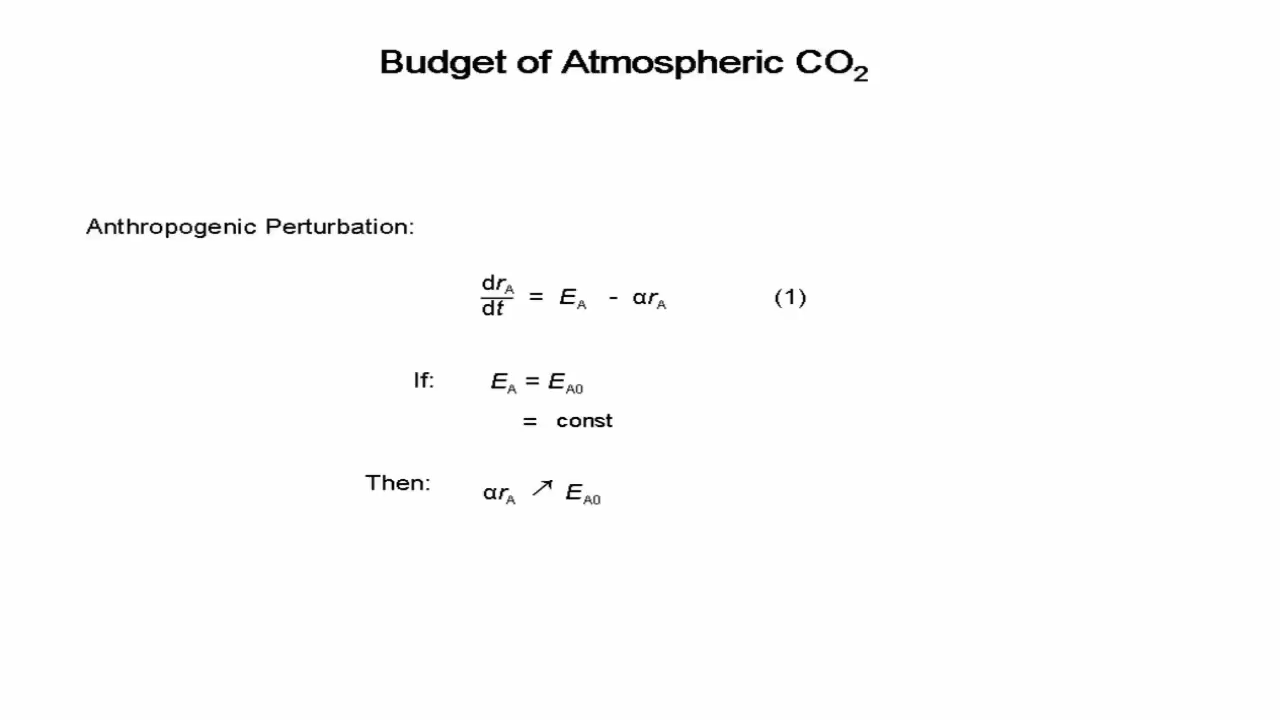 Budget of Atmospheric CO₂
Anthropogenic Perturbation:
drA/dt = EA - αrA (1)
If: EA = EA0
= const
Then: αrA ↗ EA0